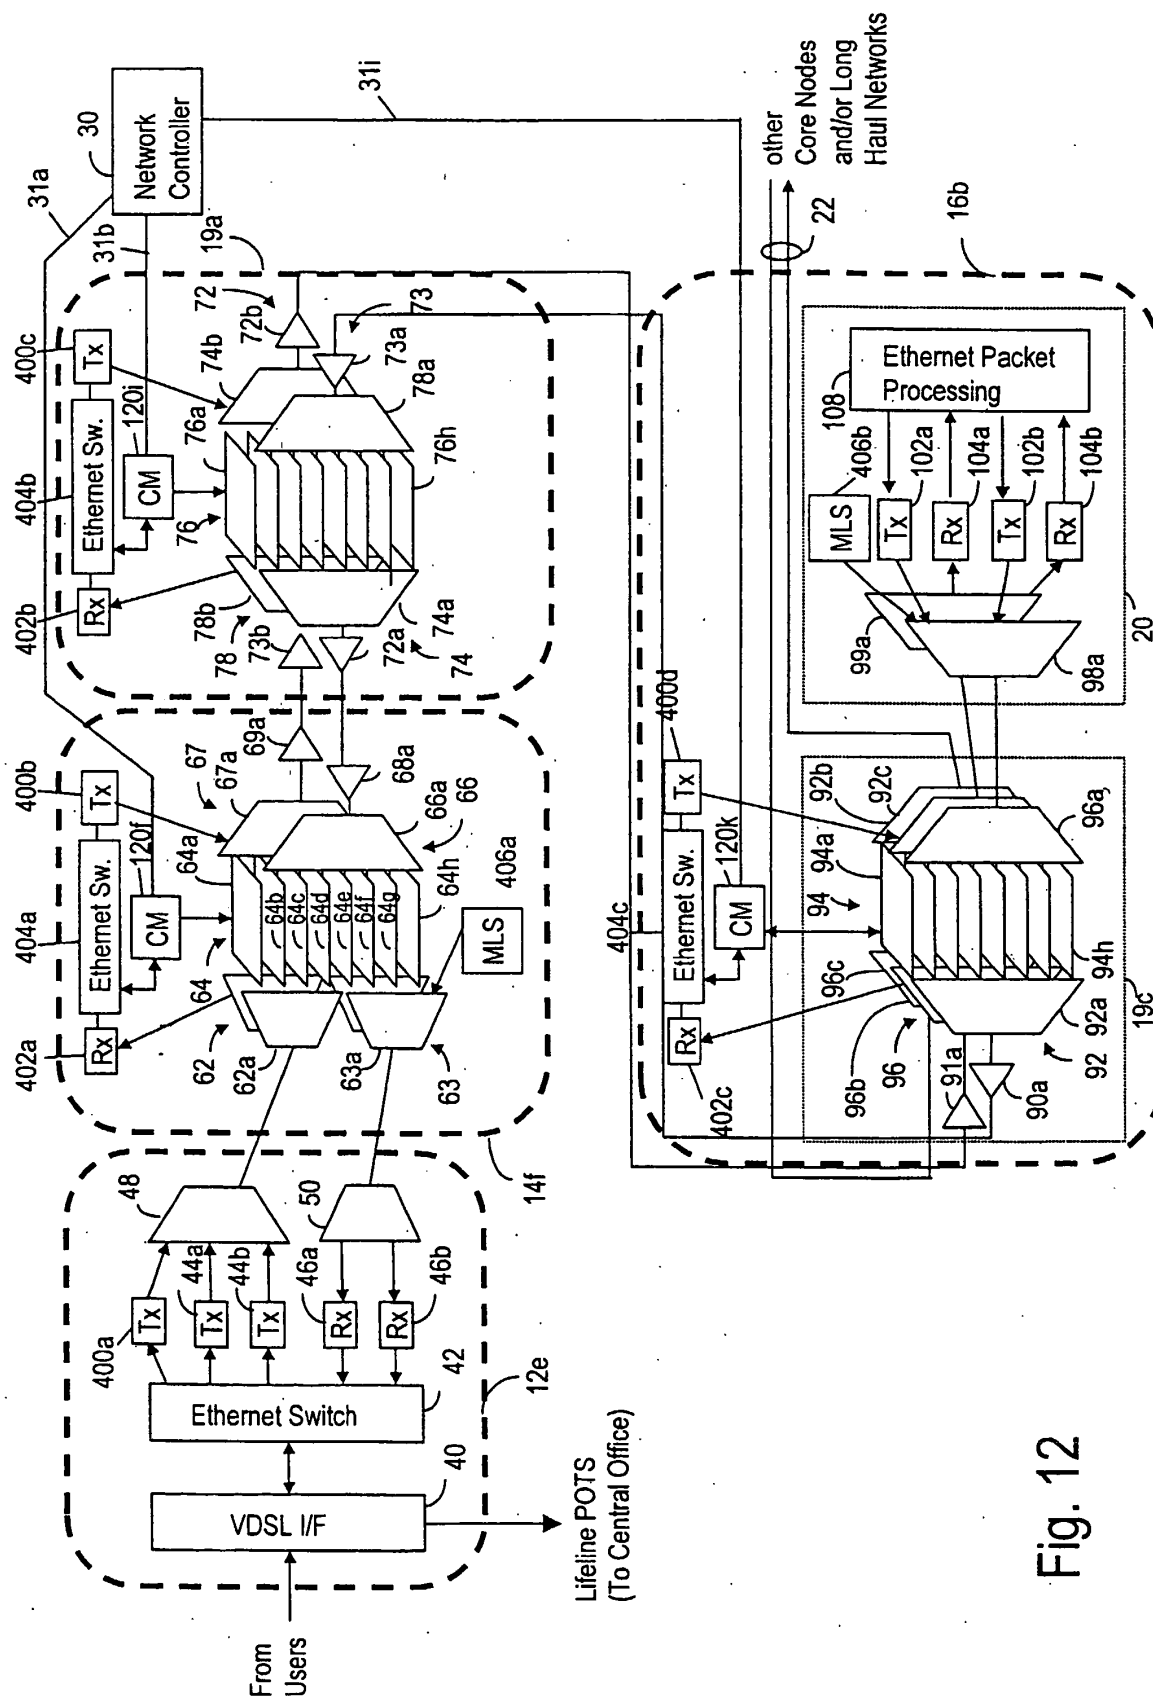 From
Users
VDSL I/F
40
Lifeline POTS
(To Central Office)
Ethernet Switch
42
12e
400a
Tx
44a
Tx
44b
Tx
46a
Rx
46b
Rx
48
50
14f
402a
Rx
404a
Ethernet Sw.
400b
Tx
120f
CM
62
62a
63a
63
64
64a
64b
64c
64d
64e
64f
64g
64h
67
67a
66a
66
406a
MLS
69a
68a
402b
Rx
404b
Ethernet Sw.
400c
Tx
120i
CM
78b
78
73b
72a
74a
74
76
76a
76h
74b
72b
72
73a
73
78a
19a
31a
31b
30
Network
Controller
31i
other
Core Nodes
and/or Long
Haul Networks
22
16b
402c
Rx
404c
Ethernet Sw.
400d
Tx
120k
CM
96b
96
96c
91a
90a
92
92a
94
94a
94h
92b
92c
96a
19c
99a
98a
20
MLS
406b
Tx
102a
Rx
104a
Tx
102b
Rx
104b
108
Ethernet Packet
Processing
Fig. 12